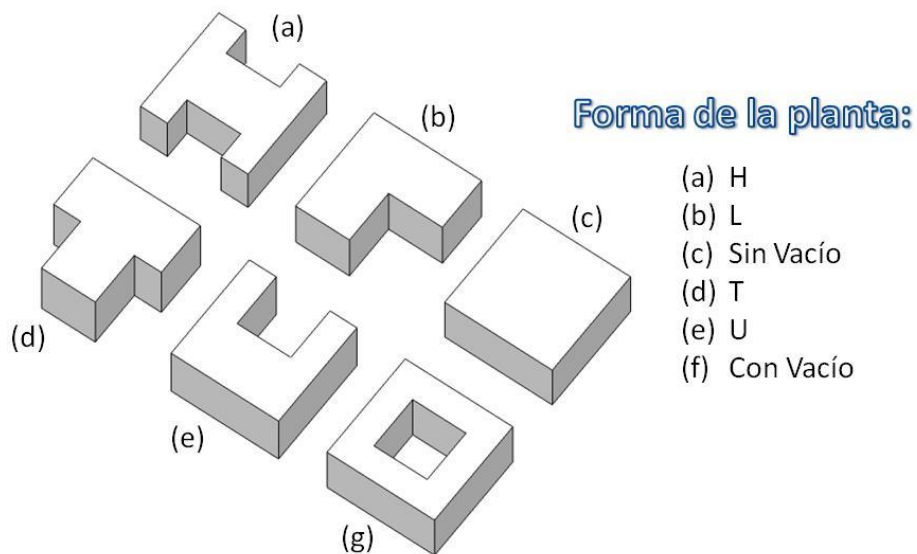 (a)
(b)
(c)
(d)
(e)
(g)
Forma de la planta:
(a) H
(b) L
(c) Sin Vacío
(d) T
(e) U
(f) Con Vacío